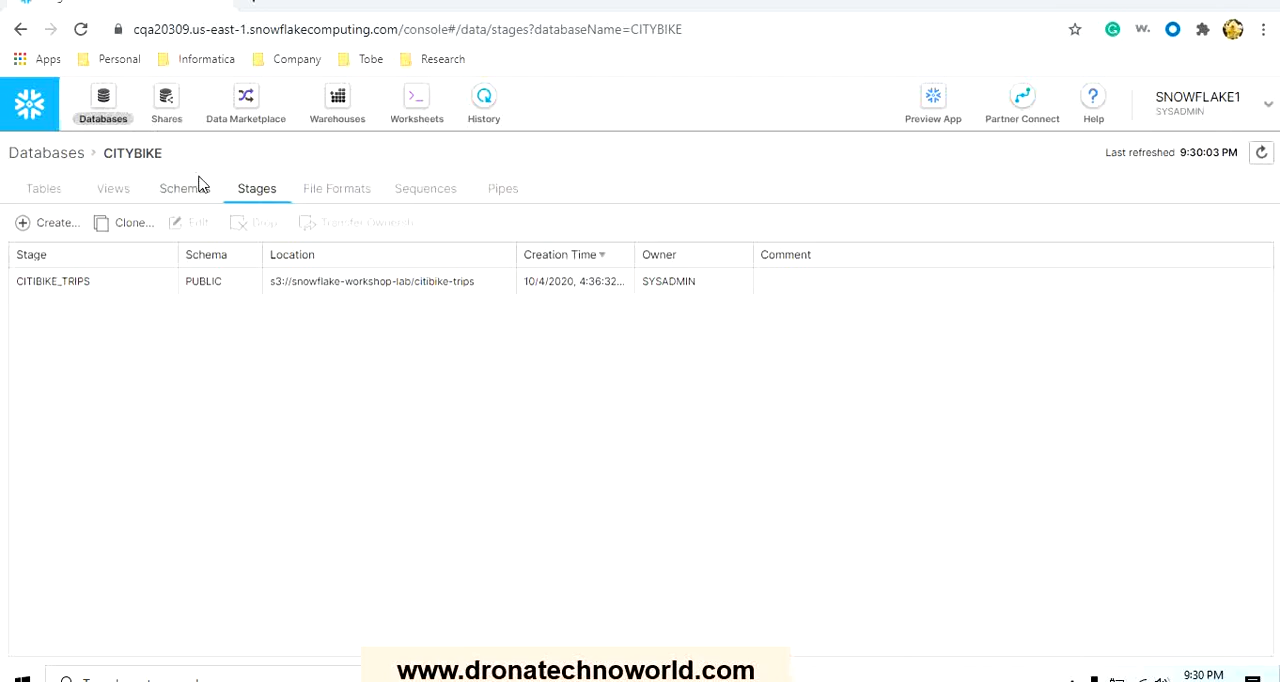 cqa20309.us-east-1.snowflakecomputing.com/console#/data/stages?databaseName=CITYBIKE
Apps Personal Informatica Company Tobe Research
Databases Shares Data Marketplace Warehouses Worksheets History Preview App Partner Connect Help SNOWFLAKE1
SYSADMIN
Databases > CITYBIKE Last refreshed 9:30:03 PM
Tables Views Stages File Formats Sequences Pipes
Create... Clone... Edit Drop Transfer Ownership
Stage Schema Location Creation Time Owner Comment
CITIBIKE_TRIPS PUBLIC s3://snowflake-workshop-lab/citibike-trips 10/4/2020, 4:36:32... SYSADMIN
www.dronatechnoworld.com
9:30 PM